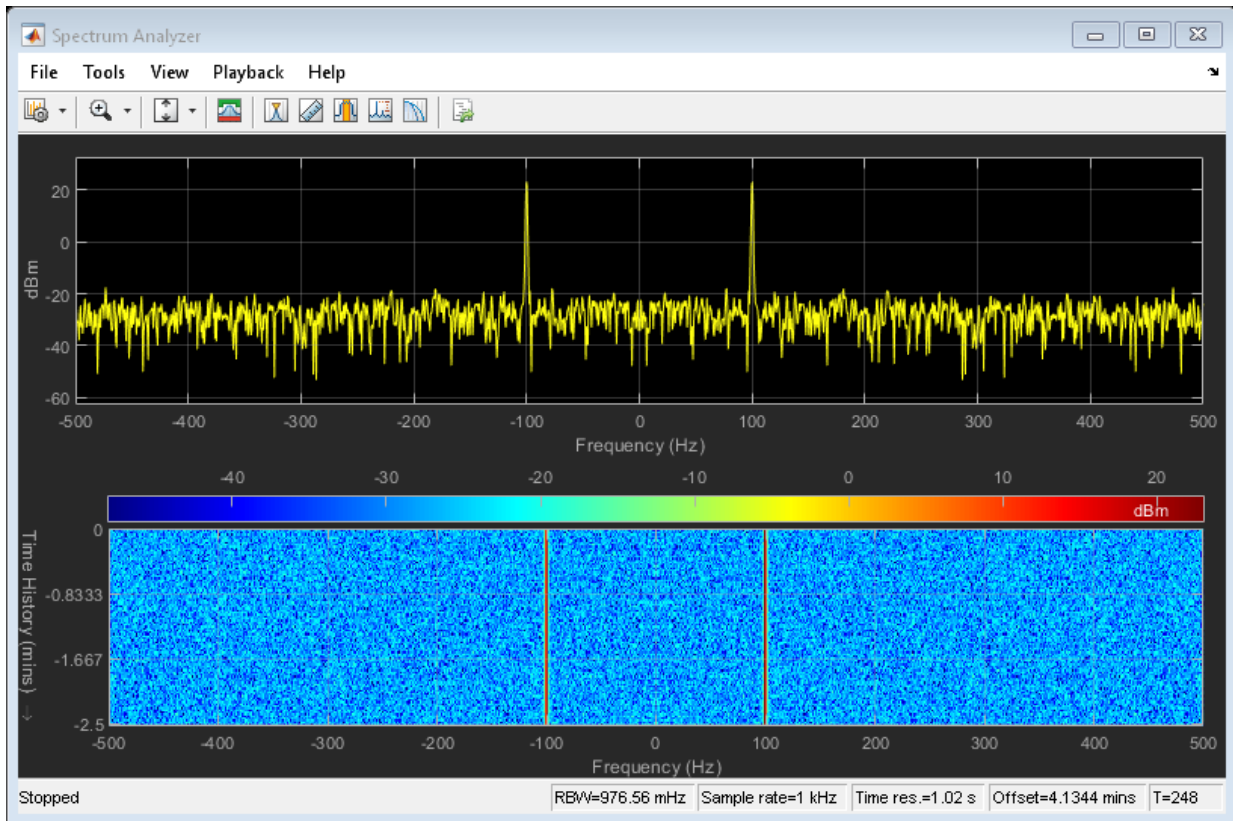 Spectrum Analyzer
File Tools View Playback Help
20
0
-20
-40
-60
dBm
-500 -400 -300 -200 -100 0 100 200 300 400 500
Frequency (Hz)
-40 -30 -20 -10 0 10 20
dBm
0
-0.8333
-1.667
-2.5
Time History (mins) →
-500 -400 -300 -200 -100 0 100 200 300 400 500
Frequency (Hz)
Stopped RBW=976.56 mHz Sample rate=1 kHz Time res.=1.02 s Offset=4.1344 mins T=248